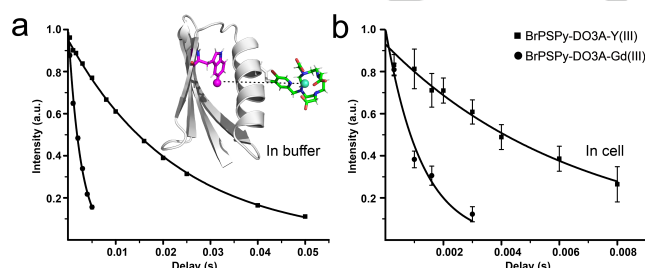 a
b
BrPSPy-DO3A-Y(III)
BrPSPy-DO3A-Gd(III)
1.0
0.8
0.6
0.4
0.2
Intensity (a.u.)
In buffer
0.01
0.02
0.03
0.04
0.05
Delay (s)
1.0
0.8
0.6
0.4
0.2
Intensity (a.u.)
In cell
0.002
0.004
0.006
0.008
Delay (s)